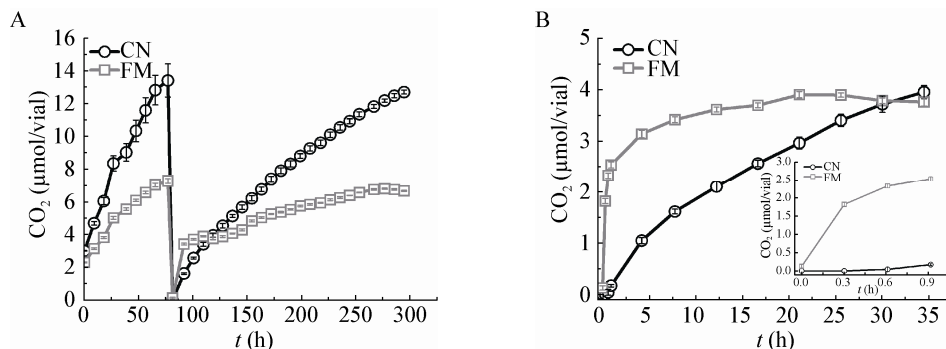 A
CO2 (μmol/vial)
16
14
12
10
8
6
4
2
0
CN
FM
0 50 100 150 200 250 300
t (h)
B
CO2 (μmol/vial)
5
4
3
2
1
0
CN
FM
0 5 10 15 20 25 30 35
t (h)
CO2 (μmol/vial)
3.0
2.5
2.0
1.5
1.0
0.5
0.0
CN
FM
0.0 0.3 0.6 0.9
t (h)